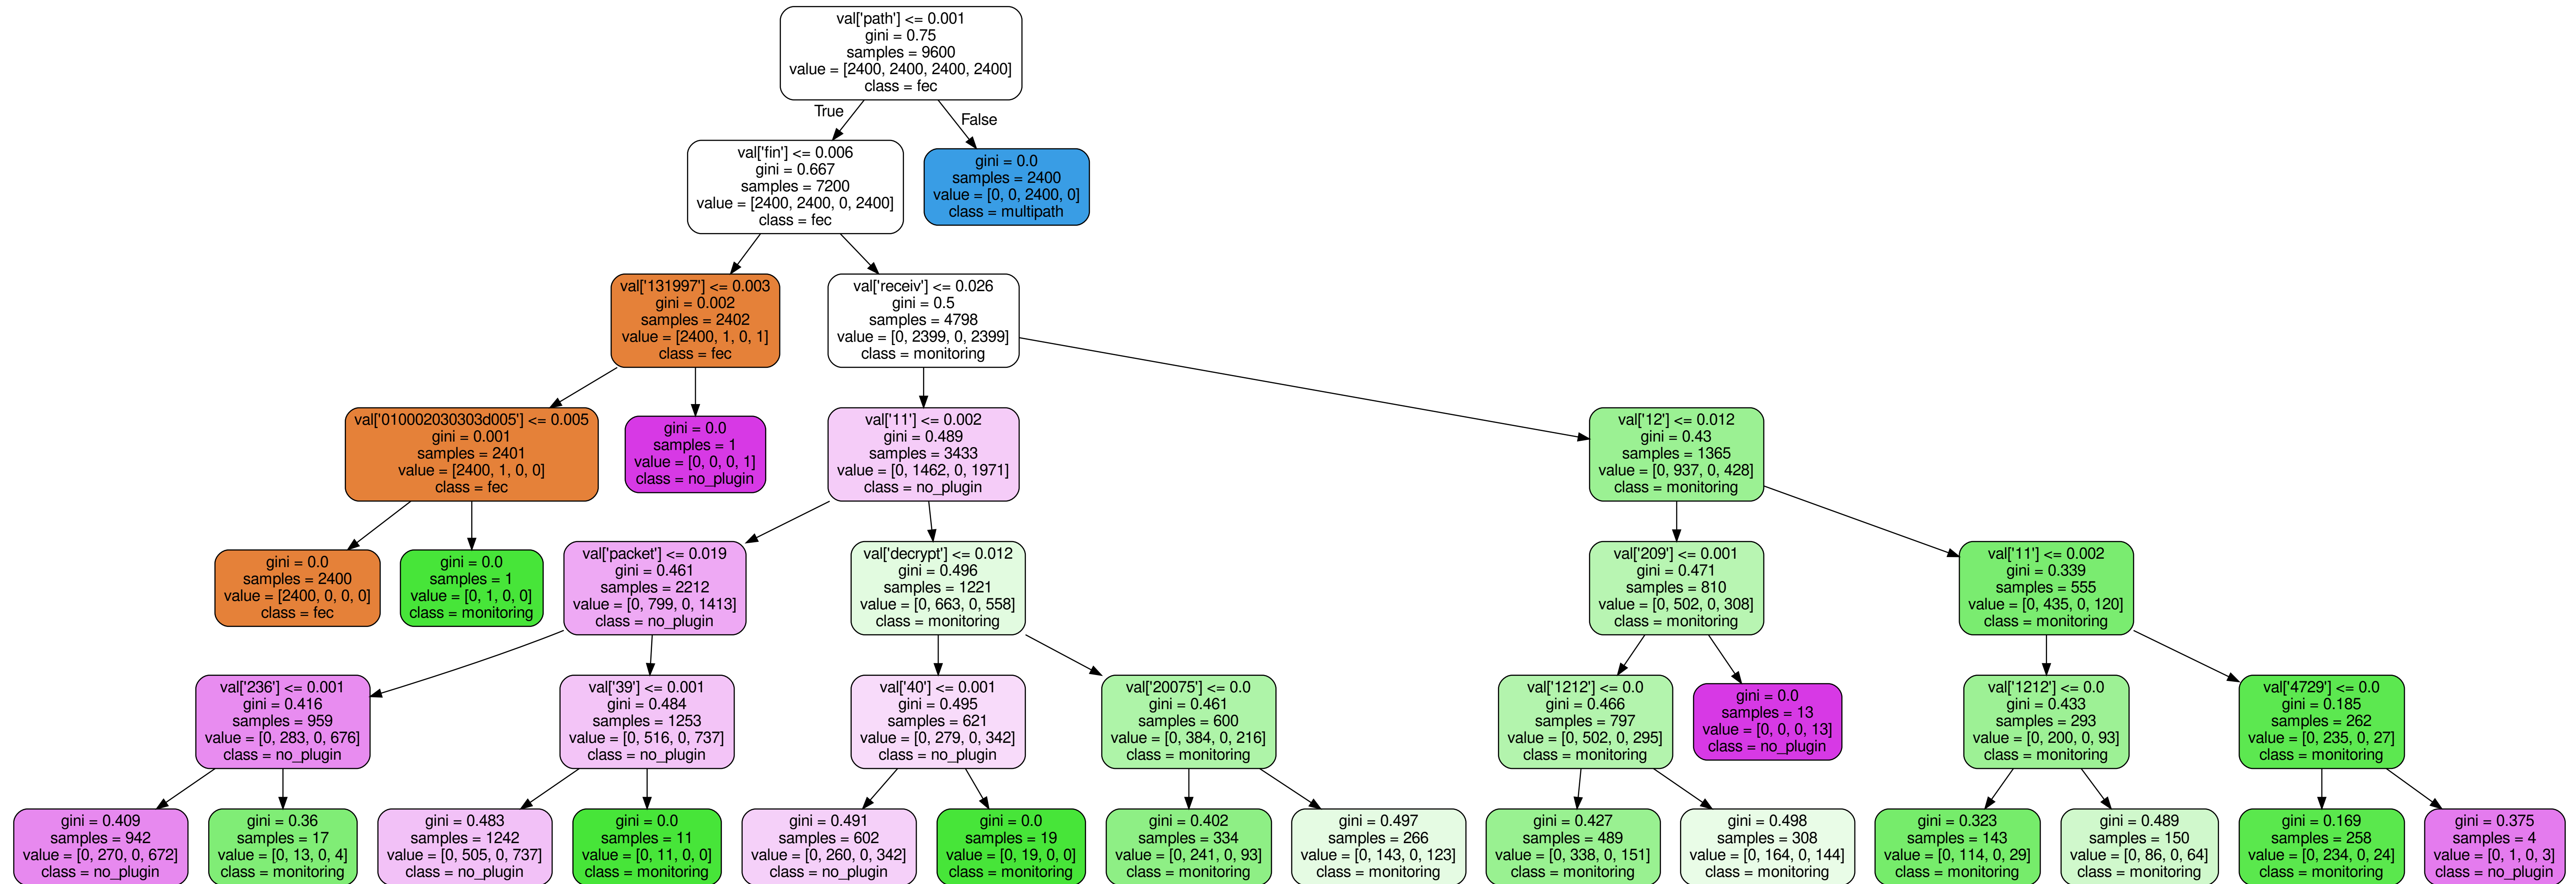 val['path'] <= 0.001
gini = 0.75
samples = 9600
value = [2400, 2400, 2400, 2400]
class = fec
True
False
val['fin'] <= 0.006
gini = 0.667
samples = 7200
value = [2400, 2400, 0, 2400]
class = fec
gini = 0.0
samples = 2400
value = [0, 0, 2400, 0]
class = multipath
val['131997'] <= 0.003
gini = 0.002
samples = 2402
value = [2400, 1, 0, 1]
class = fec
val['receiv'] <= 0.026
gini = 0.5
samples = 4798
value = [0, 2399, 0, 2399]
class = monitoring
val['010002030303d005'] <= 0.005
gini = 0.001
samples = 2401
value = [2400, 1, 0, 0]
class = fec
gini = 0.0
samples = 1
value = [0, 0, 0, 1]
class = no_plugin
val['11'] <= 0.002
gini = 0.489
samples = 3433
value = [0, 1462, 0, 1971]
class = no_plugin
val['12'] <= 0.012
gini = 0.43
samples = 1365
value = [0, 937, 0, 428]
class = monitoring
gini = 0.0
samples = 2400
value = [2400, 0, 0, 0]
class = fec
gini = 0.0
samples = 1
value = [0, 1, 0, 0]
class = monitoring
val['packet'] <= 0.019
gini = 0.461
samples = 2212
value = [0, 799, 0, 1413]
class = no_plugin
val['decrypt'] <= 0.012
gini = 0.496
samples = 1221
value = [0, 663, 0, 558]
class = monitoring
val['209'] <= 0.001
gini = 0.471
samples = 810
value = [0, 502, 0, 308]
class = monitoring
val['11'] <= 0.002
gini = 0.339
samples = 555
value = [0, 435, 0, 120]
class = monitoring
val['236'] <= 0.001
gini = 0.416
samples = 959
value = [0, 283, 0, 676]
class = no_plugin
val['39'] <= 0.001
gini = 0.484
samples = 1253
value = [0, 516, 0, 737]
class = no_plugin
val['40'] <= 0.001
gini = 0.495
samples = 621
value = [0, 279, 0, 342]
class = no_plugin
val['20075'] <= 0.0
gini = 0.461
samples = 600
value = [0, 384, 0, 216]
class = monitoring
val['1212'] <= 0.0
gini = 0.466
samples = 797
value = [0, 502, 0, 295]
class = monitoring
gini = 0.0
samples = 13
value = [0, 0, 0, 13]
class = no_plugin
val['1212'] <= 0.0
gini = 0.433
samples = 293
value = [0, 200, 0, 93]
class = monitoring
val['4729'] <= 0.0
gini = 0.185
samples = 262
value = [0, 235, 0, 27]
class = monitoring
gini = 0.409
samples = 942
value = [0, 270, 0, 672]
class = no_plugin
gini = 0.36
samples = 17
value = [0, 13, 0, 4]
class = monitoring
gini = 0.483
samples = 1242
value = [0, 505, 0, 737]
class = no_plugin
gini = 0.0
samples = 11
value = [0, 11, 0, 0]
class = monitoring
gini = 0.491
samples = 602
value = [0, 260, 0, 342]
class = no_plugin
gini = 0.0
samples = 19
value = [0, 19, 0, 0]
class = monitoring
gini = 0.402
samples = 334
value = [0, 241, 0, 93]
class = monitoring
gini = 0.497
samples = 266
value = [0, 143, 0, 123]
class = monitoring
gini = 0.427
samples = 489
value = [0, 338, 0, 151]
class = monitoring
gini = 0.498
samples = 308
value = [0, 164, 0, 144]
class = monitoring
gini = 0.323
samples = 143
value = [0, 114, 0, 29]
class = monitoring
gini = 0.489
samples = 150
value = [0, 86, 0, 64]
class = monitoring
gini = 0.169
samples = 258
value = [0, 234, 0, 24]
class = monitoring
gini = 0.375
samples = 4
value = [0, 1, 0, 3]
class = no_plugin